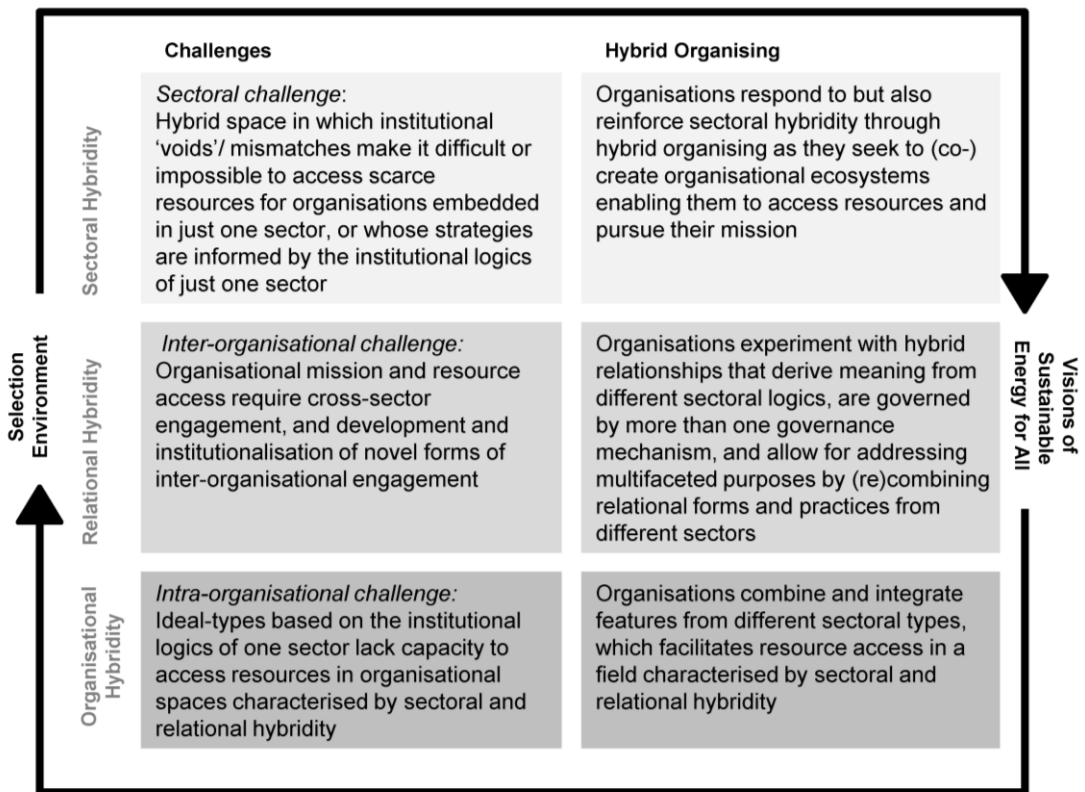 Challenges
Hybrid Organising
Sectoral Hybridity
Sectoral challenge:
Hybrid space in which institutional
‘voids’/ mismatches make it difficult or
impossible to access scarce
resources for organisations embedded
in just one sector, or whose strategies
are informed by the institutional logics
of just one sector
Organisations respond to but also
reinforce sectoral hybridity through
hybrid organising as they seek to (co-)
create organisational ecosystems
enabling them to access resources and
pursue their mission
Selection
Environment
Relational Hybridity
Inter-organisational challenge:
Organisational mission and resource
access require cross-sector
engagement, and development and
institutionalisation of novel forms of
inter-organisational engagement
Organisations experiment with hybrid
relationships that derive meaning from
different sectoral logics, are governed
by more than one governance
mechanism, and allow for addressing
multifaceted purposes by (re)combining
relational forms and practices from
different sectors
Visions of
Sustainable
Energy for All
Organisational
Hybridity
Intra-organisational challenge:
Ideal-types based on the institutional
logics of one sector lack capacity to
access resources in organisational
spaces characterised by sectoral and
relational hybridity
Organisations combine and integrate
features from different sectoral types,
which facilitates resource access in a
field characterised by sectoral and
relational hybridity